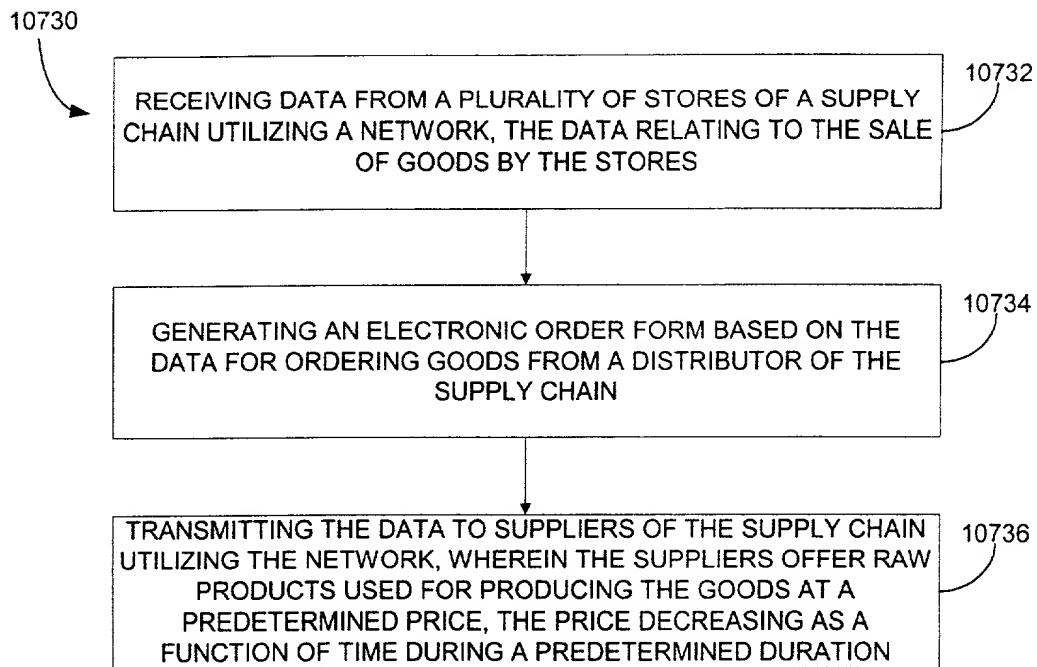 10730
RECEIVING DATA FROM A PLURALITY OF STORES OF A SUPPLY
CHAIN UTILIZING A NETWORK, THE DATA RELATING TO THE SALE
OF GOODS BY THE STORES
10732
GENERATING AN ELECTRONIC ORDER FORM BASED ON THE
DATA FOR ORDERING GOODS FROM A DISTRIBUTOR OF THE
SUPPLY CHAIN
10734
TRANSMITTING THE DATA TO SUPPLIERS OF THE SUPPLY CHAIN
UTILIZING THE NETWORK, WHEREIN THE SUPPLIERS OFFER RAW
PRODUCTS USED FOR PRODUCING THE GOODS AT A
PREDETERMINED PRICE, THE PRICE DECREASING AS A
FUNCTION OF TIME DURING A PREDETERMINED DURATION
10736